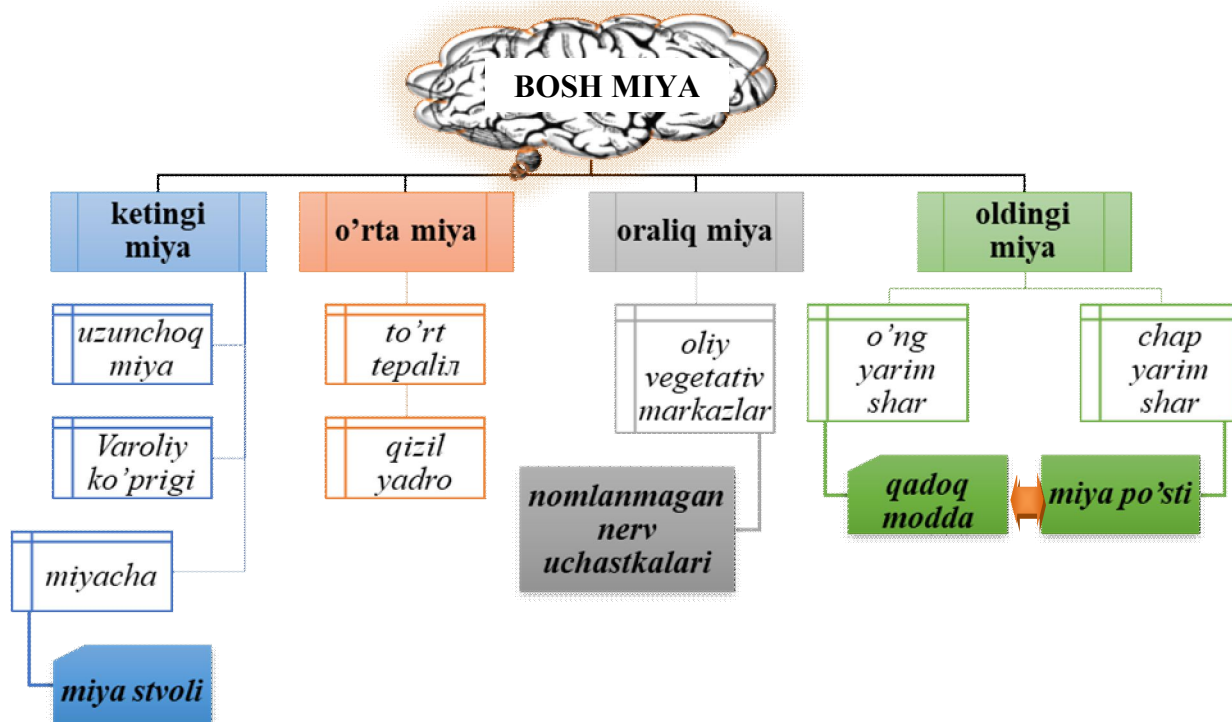 BOSH MIYA
ketingi
miya
o’rta miya
oraliq miya
oldingi
miya
uzunchoq
miya
to’rt
tepaliл
oliy
vegetativ
markazlar
o’ng
yarim
shar
chap
yarim
shar
Varoliy
ko’prigi
qizil
yadro
nomlanmagan
nerv
uchastkalari
qadoq
modda
miya po’sti
miyacha
miya stvoli